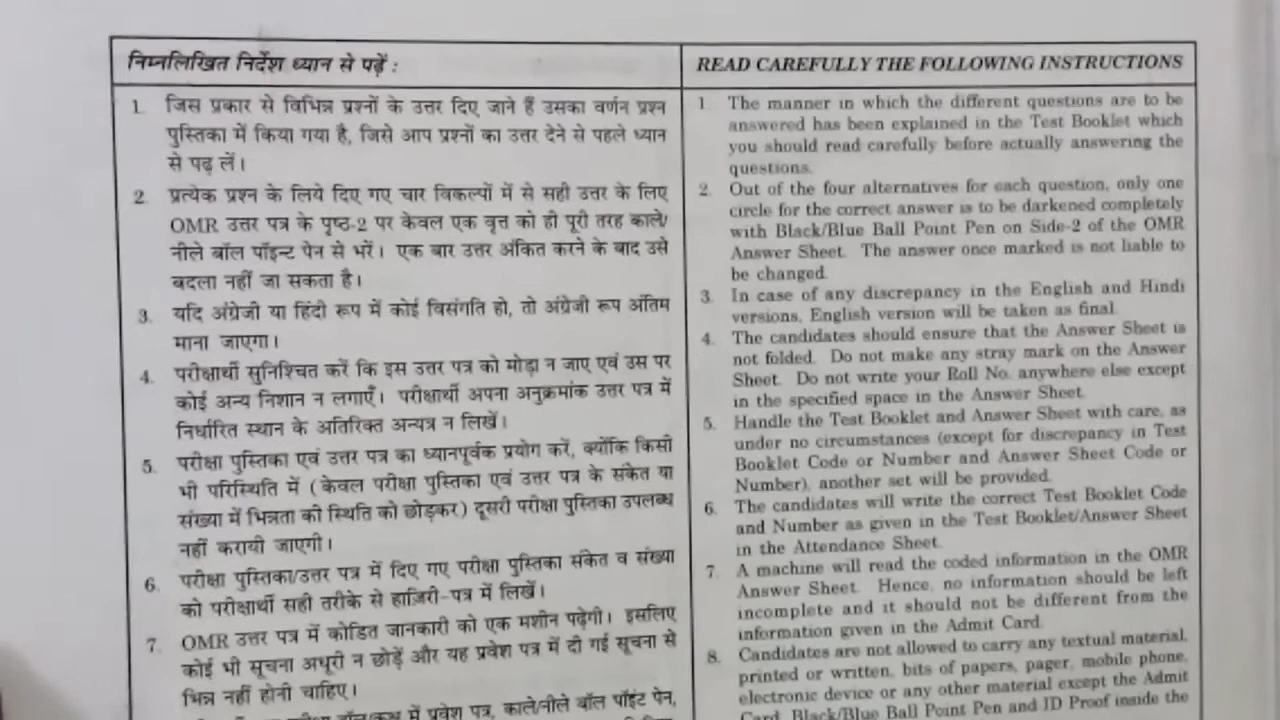 निम्नलिखित निर्देश ध्यान से पढ़ें :
1. जिस प्रकार से विभिन्न प्रश्नों के उत्तर दिए जाने हैं उसका वर्णन प्रश्न
पुस्तिका में किया गया है, जिसे आप प्रश्नों का उत्तर देने से पहले ध्यान
से पढ़ लें।
2. प्रत्येक प्रश्न के लिये दिए गए चार विकल्पों में से सही उत्तर के लिए
OMR उत्तर पत्र के पृष्ठ-2 पर केवल एक वृत्त को ही पूरी तरह काले/
नीले बॉल पॉइन्ट पेन से भरें। एक बार उत्तर अंकित करने के बाद उसे
बदला नहीं जा सकता है।
3. यदि अंग्रेजी या हिंदी रूप में कोई विसंगति हो, तो अंग्रेजी रूप अंतिम
माना जाएगा।
4. परीक्षार्थी सुनिश्चित करें कि इस उत्तर पत्र को मोड़ा न जाए एवं उस पर
कोई अन्य निशान न लगाएँ। परीक्षार्थी अपना अनुक्रमांक उत्तर पत्र में
निर्धारित स्थान के अतिरिक्त अन्यत्र न लिखें।
5. परीक्षा पुस्तिका एवं उत्तर पत्र का ध्यानपूर्वक प्रयोग करें, क्योंकि किसी
भी परिस्थिति में (केवल परीक्षा पुस्तिका एवं उत्तर पत्र के संकेत या
संख्या में भिन्नता की स्थिति को छोड़कर) दूसरी परीक्षा पुस्तिका उपलब्ध
नहीं करायी जाएगी।
6. परीक्षा पुस्तिका/उत्तर पत्र में दिए गए परीक्षा पुस्तिका संकेत व संख्या
को परीक्षार्थी सही तरीके से हाज़िरी-पत्र में लिखें।
7. OMR उत्तर पत्र में कोडित जानकारी को एक मशीन पढ़ेगी। इसलिए
कोई भी सूचना अधूरी न छोड़ें और यह प्रवेश पत्र में दी गई सूचना से
भिन्न नहीं होनी चाहिए।
में प्रवेश पत्र, काले/नीले बॉल पॉइंट पेन,
READ CAREFULLY THE FOLLOWING INSTRUCTIONS
1. The manner in which the different questions are to be
answered has been explained in the Test Booklet which
you should read carefully before actually answering the
questions.
2. Out of the four alternatives for each question, only one
circle for the correct answer is to be darkened completely
with Black/Blue Ball Point Pen on Side-2 of the OMR
Answer Sheet. The answer once marked is not liable to
be changed.
3. In case of any discrepancy in the English and Hindi
versions, English version will be taken as final.
4. The candidates should ensure that the Answer Sheet is
not folded. Do not make any stray mark on the Answer
Sheet. Do not write your Roll No. anywhere else except
in the specified space in the Answer Sheet.
5. Handle the Test Booklet and Answer Sheet with care, as
under no circumstances (except for discrepancy in Test
Booklet Code or Number and Answer Sheet Code or
Number), another set will be provided.
6. The candidates will write the correct Test Booklet Code
and Number as given in the Test Booklet/Answer Sheet
in the Attendance Sheet.
7. A machine will read the coded information in the OMR
Answer Sheet. Hence, no information should be left
incomplete and it should not be different from the
information given in the Admit Card.
8. Candidates are not allowed to carry any textual material,
printed or written, bits of papers, pager, mobile phone,
electronic device or any other material except the Admit
Card, Black/Blue Ball Point Pen and ID Proof inside the